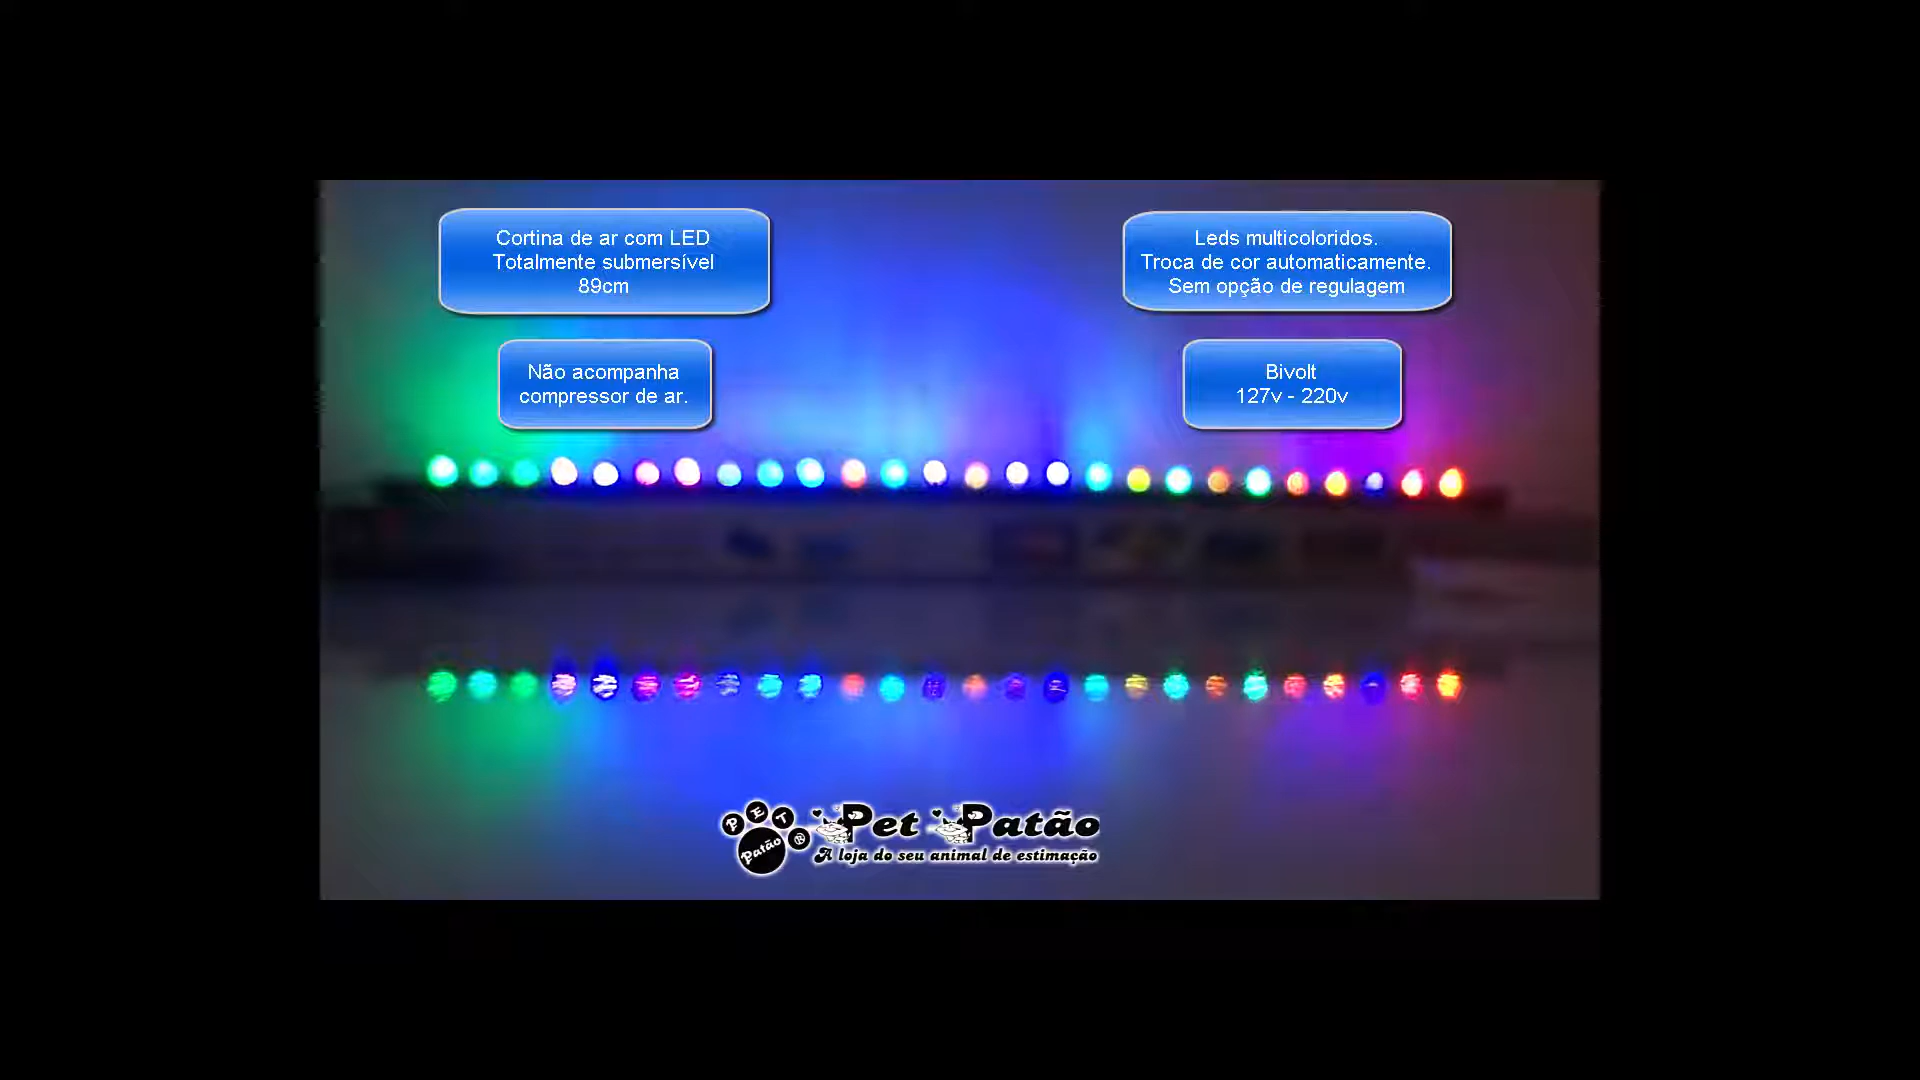 Cortina de ar com LED
Totalmente submersível
89cm
Leds multicoloridos.
Troca de cor automaticamente.
Sem opção de regulagem
Não acompanha
compressor de ar.
Bivolt
127v - 220v
PET ®
Patão
Pet Patão
A loja do seu animal de estimação